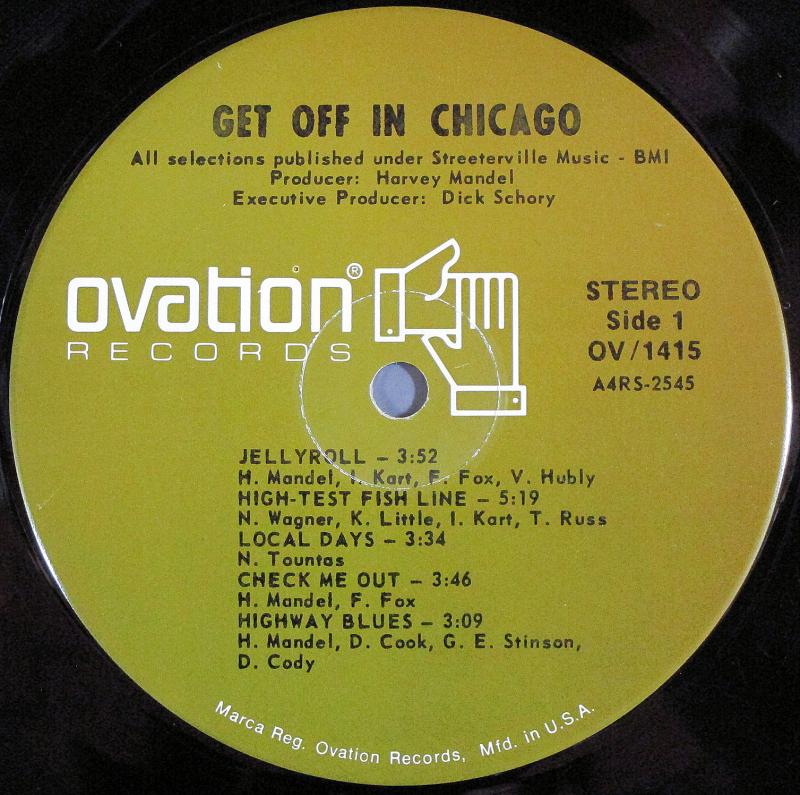 GET OFF IN CHICAGO
All selections published under Streeterville Music - BMI
Producer: Harvey Mandel
Executive Producer: Dick Schory
ovation®
RECORDS
STEREO
Side 1
OV/1415
A4RS-2545
JELLYROLL – 3:52
H. Mandel, I. Kart, F. Fox, V. Hubly
HIGH-TEST FISH LINE – 5:19
N. Wagner, K. Little, I. Kart, T. Russ
LOCAL DAYS – 3:34
N. Tountas
CHECK ME OUT – 3:46
H. Mandel, F. Fox
HIGHWAY BLUES – 3:09
H. Mandel, D. Cook, G. E. Stinson,
D. Cody
Marca Reg. Ovation Records, Mfd. in U.S.A.